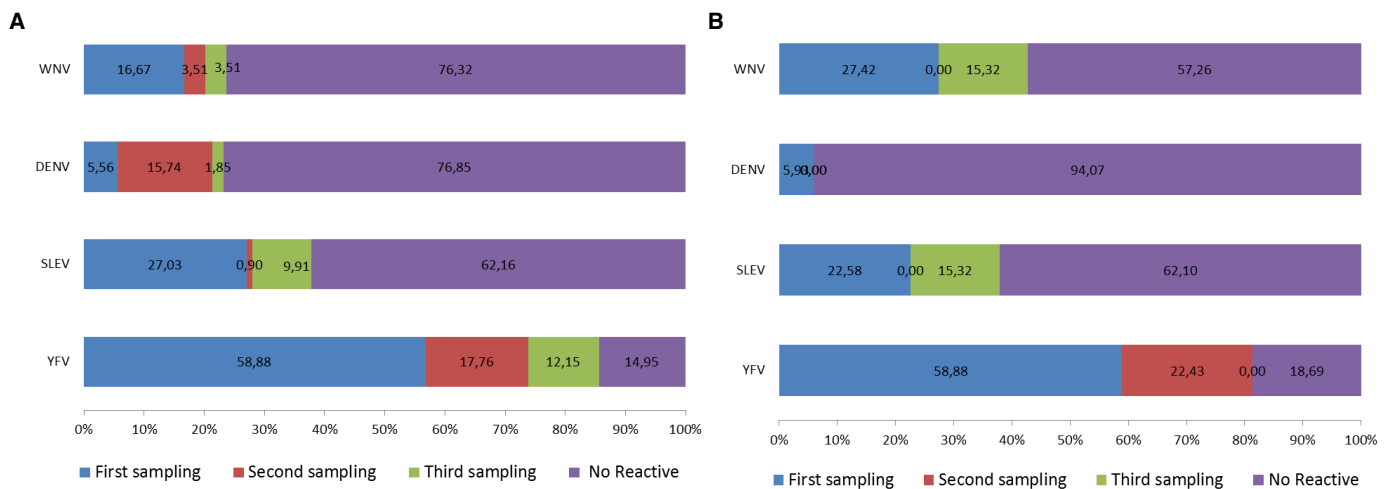 A
WNV 16,67 3,51 3,51 76,32
DENV 5,56 15,74 1,85 76,85
SLEV 27,03 0,90 9,91 62,16
YFV 58,88 17,76 12,15 14,95
0% 10% 20% 30% 40% 50% 60% 70% 80% 90% 100%
First sampling Second sampling Third sampling No Reactive
B
WNV 27,42 0,00 15,32 57,26
DENV 5,93 0,00 94,07
SLEV 22,58 0,00 15,32 62,10
YFV 58,88 22,43 0,00 18,69
0% 10% 20% 30% 40% 50% 60% 70% 80% 90% 100%
First sampling Second sampling Third sampling No Reactive